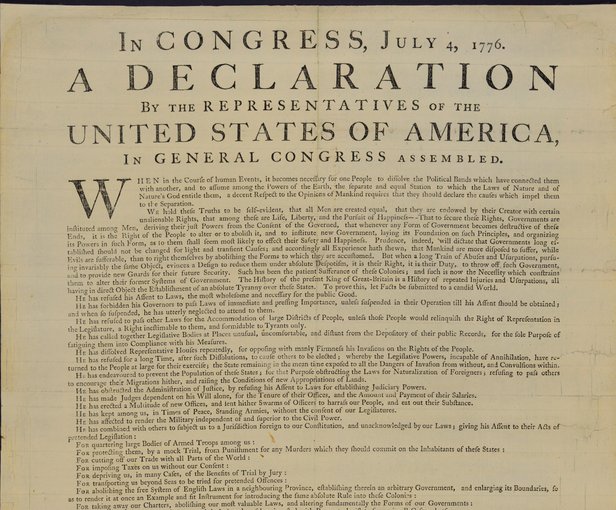 IN CONGRESS, JULY 4, 1776.
A DECLARATION
BY THE REPRESENTATIVES OF THE
UNITED STATES OF AMERICA,
IN GENERAL CONGRESS ASSEMBLED.
WHEN in the Course of human Events, it becomes necessary for one People to dissolve the Political Bands which have connected them
with another, and to assume among the Powers of the Earth, the separate and equal Station to which the Laws of Nature and of
Nature's God entitle them, a decent Respect to the Opinions of Mankind requires that they should declare the causes which impel them
to the Separation.
We hold these Truths to be self-evident, that all Men are created equal, that they are endowed by their Creator with certain
unalienable Rights, that among these are Life, Liberty, and the Pursuit of Happiness--That to secure these Rights, Governments are
instituted among Men, deriving their just Powers from the Consent of the Governed, that whenever any Form of Government becomes destructive of these
Ends, it is the Right of the People to alter or to abolish it, and to institute new Government, laying its Foundation on such Principles, and organizing
its Powers in such Form, as to them shall seem most likely to effect their Safety and Happiness. Prudence, indeed, will dictate that Governments long es-
tablished should not be changed for light and transient Causes; and accordingly all Experience hath shewn, that Mankind are more disposed to suffer, while
Evils are sufferable, than to right themselves by abolishing the Forms to which they are accustomed. But when a long Train of Abuses and Usurpations, pursu-
ing invariably the same Object, evinces a Design to reduce them under absolute Despotism, it is their Right, it is their Duty, to throw off such Government,
and to provide new Guards for their future Security. Such has been the patient Sufferance of these Colonies; and such is now the Necessity which constrains
them to alter their former Systems of Government. The History of the present King of Great-Britain is a History of repeated Injuries and Usurpations, all
having in direct Object the Establishment of an absolute Tyranny over these States. To prove this, let Facts be submitted to a candid World.
HE has refused his Assent to Laws, the most wholesome and necessary for the public Good.
HE has forbidden his Governors to pass Laws of immediate and pressing Importance, unless suspended in their Operation till his Assent should be obtained;
and when so suspended, he has utterly neglected to attend to them.
HE has refused to pass other Laws for the Accommodation of large Districts of People, unless those People would relinquish the Right of Representation in
the Legislature, a Right inestimable to them, and formidable to Tyrants only.
HE has called together Legislative Bodies at Places unusual, uncomfortable, and distant from the Depository of their public Records, for the sole Purpose of
fatiguing them into Compliance with his Measures.
HE has dissolved Representative Houses repeatedly, for opposing with manly Firmness his Invasions on the Rights of the People.
HE has refused for a long Time, after such Dissolutions, to cause others to be elected; whereby the Legislative Powers, incapable of Annihilation, have re-
turned to the People at large for their exercise; the State remaining in the mean time exposed to all the Dangers of Invasion from without, and Convulsions within.
HE has endeavoured to prevent the Population of these States; for that Purpose obstructing the Laws for Naturalization of Foreigners; refusing to pass others
to encourage their Migrations hither, and raising the Conditions of new Appropriations of Lands.
HE has obstructed the Administration of Justice, by refusing his Assent to Laws for establishing Judiciary Powers.
HE has made Judges dependent on his Will alone, for the Tenure of their Offices, and the Amount and Payment of their Salaries.
HE has erected a Multitude of new Offices, and sent hither Swarms of Officers to harrass our People, and eat out their Substance.
HE has kept among us, in Times of Peace, Standing Armies, without the consent of our Legislatures.
HE has affected to render the Military independent of and superior to the Civil Power.
HE has combined with others to subject us to a Jurisdiction foreign to our Constitution, and unacknowledged by our Laws; giving his Assent to their Acts of
pretended Legislation:
FOR quartering large Bodies of Armed Troops among us:
FOR protecting them, by a mock Trial, from Punishment for any Murders which they should commit on the Inhabitants of these States:
FOR cutting off our Trade with all Parts of the World:
FOR imposing Taxes on us without our Consent:
FOR depriving us, in many Cases, of the Benefits of Trial by Jury:
FOR transporting us beyond Seas to be tried for pretended Offences:
FOR abolishing the free System of English Laws in a neighbouring Province, establishing therein an arbitrary Government, and enlarging its Boundaries, so
as to render it at once an Example and fit Instrument for introducing the same absolute Rule into these Colonies:
FOR taking away our Charters, abolishing our most valuable Laws, and altering fundamentally the Forms of our Governments: